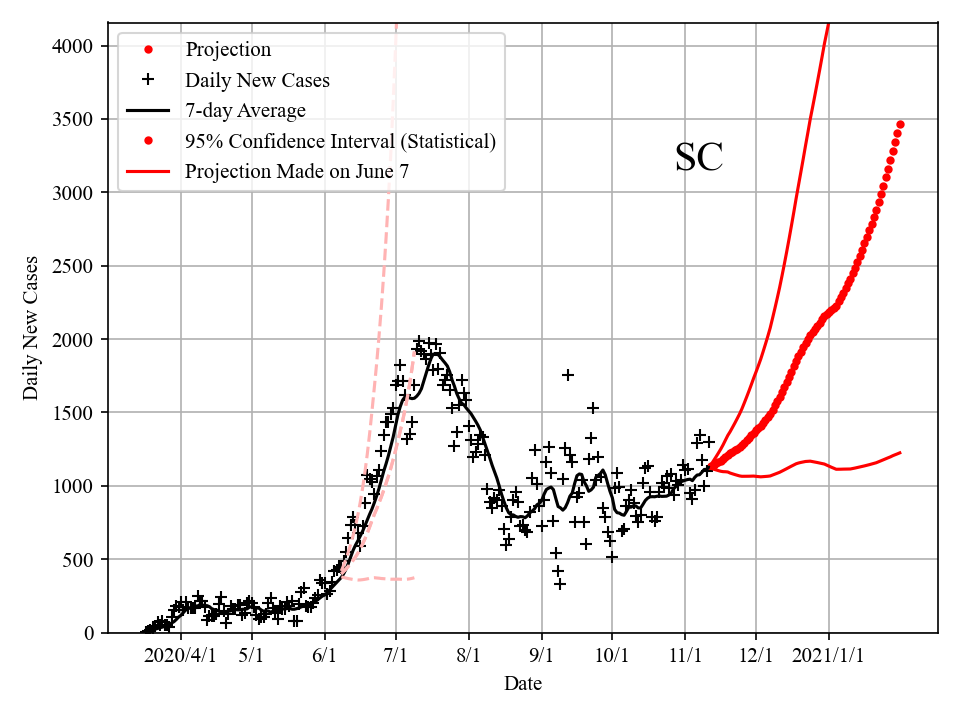 4000
3500
3000
2500
2000
1500
1000
500
0
Daily New Cases
Projection
Daily New Cases
7-day Average
95% Confidence Interval (Statistical)
Projection Made on June 7
SC
2020/4/1 5/1 6/1 7/1 8/1 9/1 10/1 11/1 12/1 2021/1/1
Date